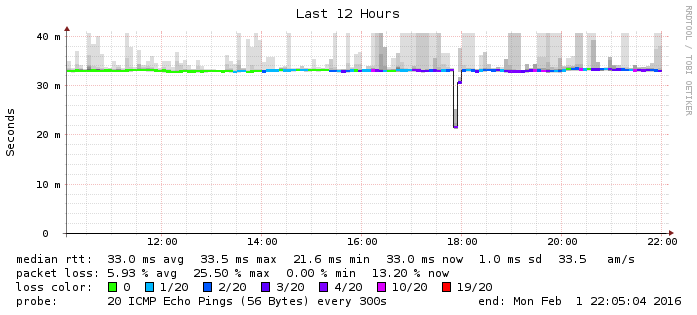 Last 12 Hours
RRDTOOL / TOBI OETIKER
Seconds
40 m
30 m
20 m
10 m
0
12:00 14:00 16:00 18:00 20:00 22:00
median rtt: 33.0 ms avg 33.5 ms max 21.6 ms min 33.0 ms now 1.0 ms sd 33.5 am/s
packet loss: 5.93 % avg 25.50 % max 0.00 % min 13.20 % now
loss color: 0 1/20 2/20 3/20 4/20 10/20 19/20
probe: 20 ICMP Echo Pings (56 Bytes) every 300s end: Mon Feb 1 22:05:04 2016